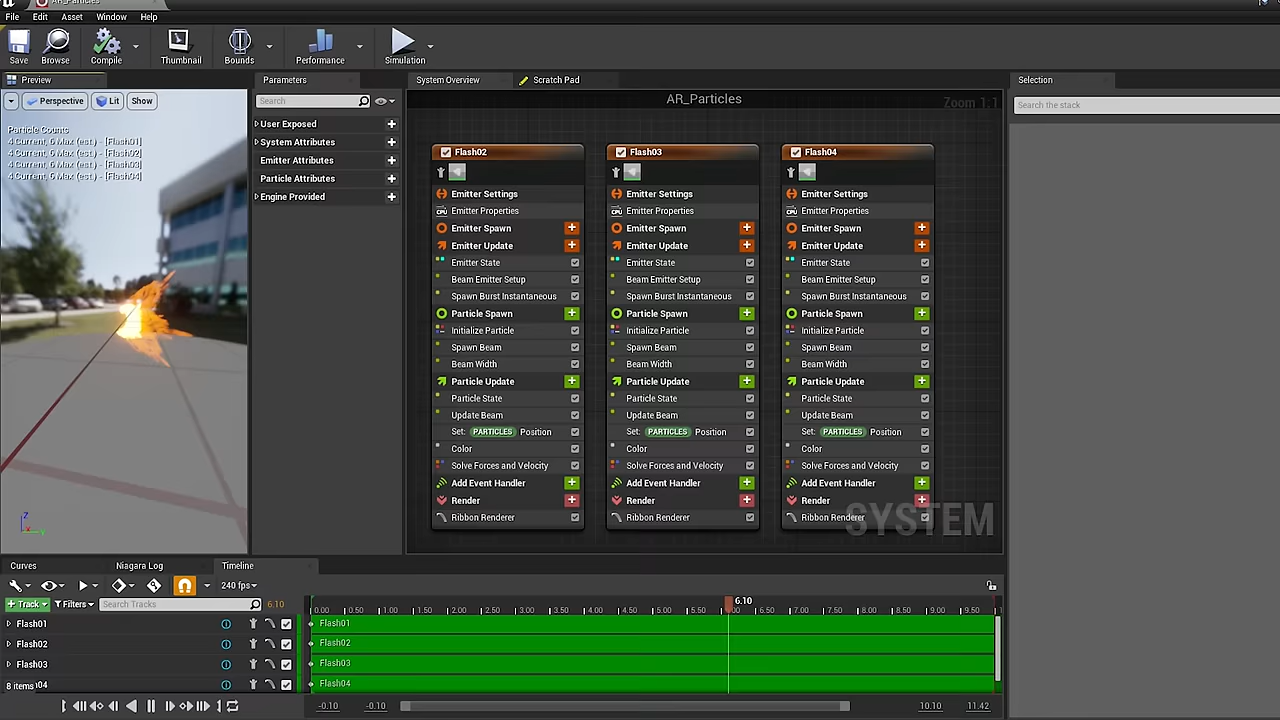 AR_Particles
File Edit Asset Window Help
Save Browse Compile Thumbnail Bounds Performance Simulation
Preview
Perspective Lit Show
Particle Counts
4 Current, 6 Max (est.) - [Flash01]
4 Current, 6 Max (est.) - [Flash02]
4 Current, 6 Max (est.) - [Flash03]
4 Current, 6 Max (est.) - [Flash04]
Z
Y
Parameters
Search
User Exposed
System Attributes
Emitter Attributes
Particle Attributes
Engine Provided
System Overview Scratch Pad
AR_Particles
Zoom 1:1
Flash02
Emitter Settings
Emitter Properties
Emitter Spawn
Emitter Update
Emitter State
Beam Emitter Setup
Spawn Burst Instantaneous
Particle Spawn
Initialize Particle
Spawn Beam
Beam Width
Particle Update
Particle State
Update Beam
Set: PARTICLES Position
Color
Solve Forces and Velocity
Add Event Handler
Render
Ribbon Renderer
Flash03
Emitter Settings
Emitter Properties
Emitter Spawn
Emitter Update
Emitter State
Beam Emitter Setup
Spawn Burst Instantaneous
Particle Spawn
Initialize Particle
Spawn Beam
Beam Width
Particle Update
Particle State
Update Beam
Set: PARTICLES Position
Color
Solve Forces and Velocity
Add Event Handler
Render
Ribbon Renderer
Flash04
Emitter Settings
Emitter Properties
Emitter Spawn
Emitter Update
Emitter State
Beam Emitter Setup
Spawn Burst Instantaneous
Particle Spawn
Initialize Particle
Spawn Beam
Beam Width
Particle Update
Particle State
Update Beam
Set: PARTICLES Position
Color
Solve Forces and Velocity
Add Event Handler
Render
Ribbon Renderer
SYSTEM
Selection
Search the stack
Curves Niagara Log Timeline
240 fps
+ Track Filters Search Tracks 6.10
6.10
0.00 0.50 1.00 1.50 2.00 2.50 3.00 3.50 4.00 4.50 5.00 5.50 6.50 7.00 7.50 8.00 8.50 9.00 9.50
Flash01 Flash01
Flash02 Flash02
Flash03 Flash03
8 items 04 Flash04
-0.10 -0.10 10.10 11.42